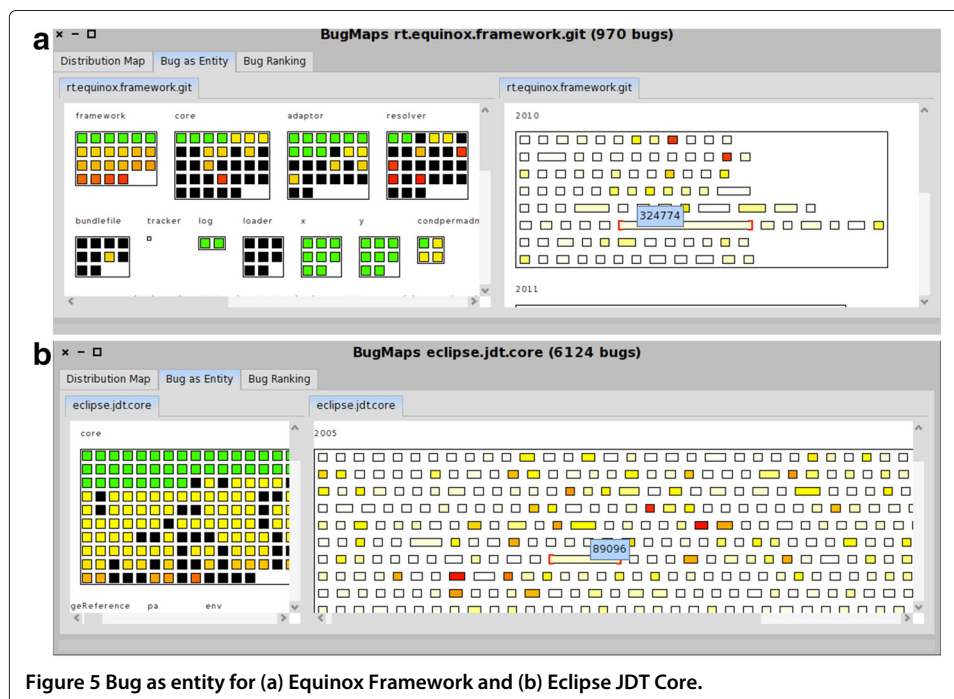 a
BugMaps rt.equinox.framework.git (970 bugs)
Distribution Map Bug as Entity Bug Ranking
rt.equinox.framework.git
framework core adaptor resolver
bundlefile tracker log loader x y condpermadm
rt.equinox.framework.git
2010
324774
2011
b
BugMaps eclipse.jdt.core (6124 bugs)
Distribution Map Bug as Entity Bug Ranking
eclipse.jdt.core
core
geReference pa env
eclipse.jdt.core
2005
89096
Figure 5 Bug as entity for (a) Equinox Framework and (b) Eclipse JDT Core.